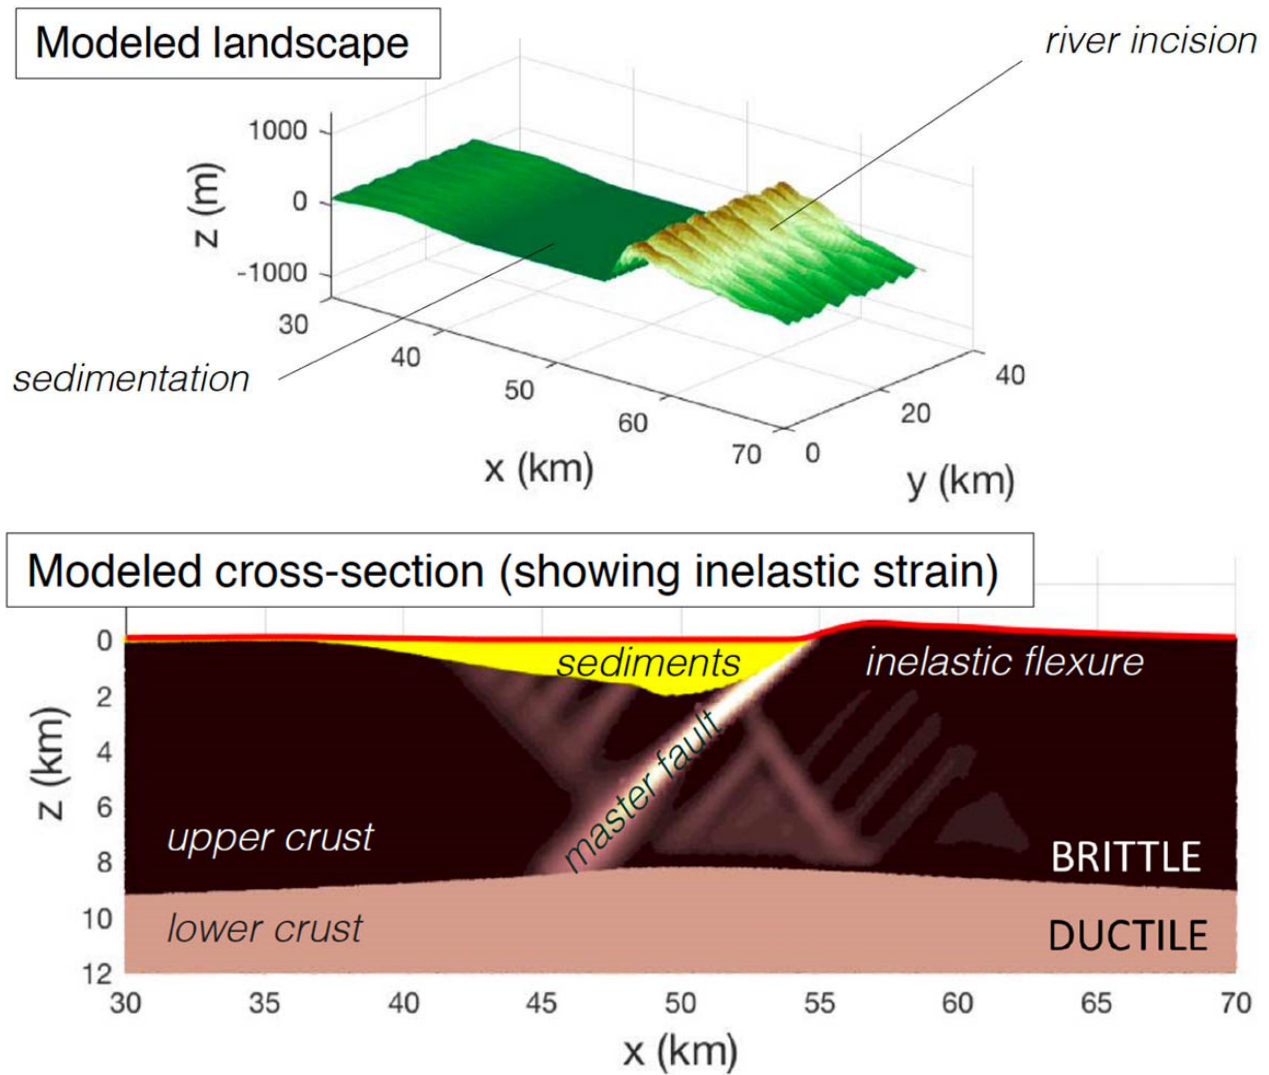 Modeled landscape
river incision
1000
0
-1000
z (m)
30
40
50
60
70
x (km)
0
20
40
y (km)
sedimentation
Modeled cross-section (showing inelastic strain)
0
2
4
6
8
10
12
z (km)
sediments
inelastic flexure
master fault
upper crust
BRITTLE
lower crust
DUCTILE
30 35 40 45 50 55 60 65 70
x (km)